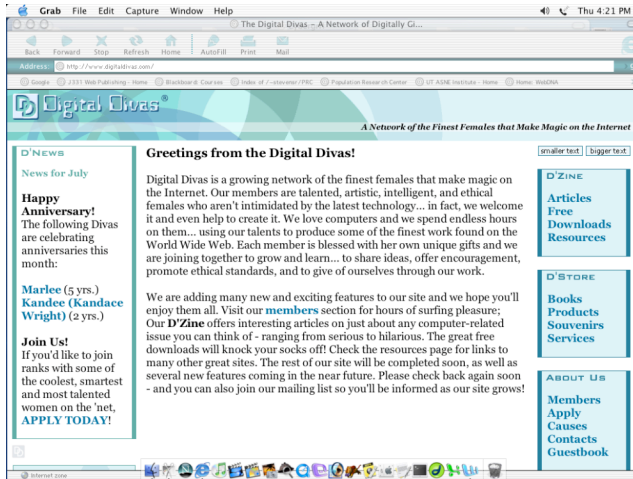 Grab File Edit Capture Window Help Thu 4:21 PM
The Digital Divas – A Network of Digitally Gi...
Back Forward Stop Refresh Home AutoFill Print Mail
Address: http://www.digitaldivas.com/
Google J331 Web Publishing - Home Blackboard Courses Index of /~stevensr/PRC Population Research Center UT ASNE Institute - Home Home: WebDNA
DD Digital Divas®
A Network of the Finest Females that Make Magic on the Internet
D'News
News for July
Happy
Anniversary!
The following Divas
are celebrating
anniversaries this
month:
Marlee (5 yrs.)
Kandee (Kandace
Wright) (2 yrs.)
Join Us!
If you'd like to join
ranks with some of
the coolest, smartest
and most talented
women on the 'net,
APPLY TODAY!
Greetings from the Digital Divas!
Digital Divas is a growing network of the finest females that make magic on
the Internet. Our members are talented, artistic, intelligent, and ethical
females who aren't intimidated by the latest technology... in fact, we welcome
it and even help to create it. We love computers and we spend endless hours
on them... using our talents to produce some of the finest work found on the
World Wide Web. Each member is blessed with her own unique gifts and we
are joining together to grow and learn... to share ideas, offer encouragement,
promote ethical standards, and to give of ourselves through our work.
We are adding many new and exciting features to our site and we hope you'll
enjoy them all. Visit our members section for hours of surfing pleasure;
Our D'Zine offers interesting articles on just about any computer-related
issue you can think of - ranging from serious to hilarious. The great free
downloads will knock your socks off! Check the resources page for links to
many other great sites. The rest of our site will be completed soon, as well as
several new features coming in the near future. Please check back again soon
- and you can also join our mailing list so you'll be informed as our site grows!
smaller text bigger text
D'Zine
Articles
Free
Downloads
Resources
D'Store
Books
Products
Souvenirs
Services
About Us
Members
Apply
Causes
Contacts
Guestbook
Internet zone